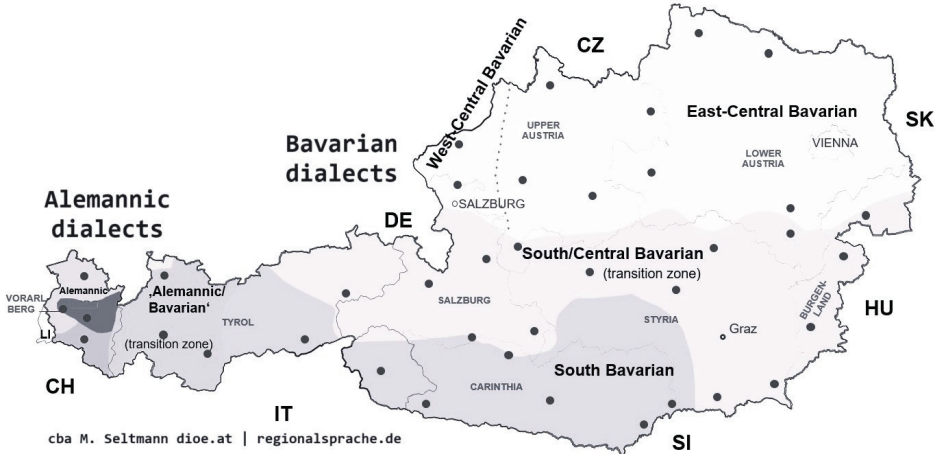 CZ
West-Central Bavarian
East-Central Bavarian
SK
UPPER
AUSTRIA
VIENNA
LOWER
AUSTRIA
Bavarian
dialects
Alemannic
dialects
SALZBURG
DE
South/Central Bavarian
(transition zone)
Alemannic
‚Alemannic/
Bavarian‘
VORARL
BERG
SALZBURG
BURGEN-
LAND
HU
TYROL
STYRIA
Graz
LI
(transition zone)
South Bavarian
CH
CARINTHIA
IT
SI
cba M. Seltmann dioe.at | regionalsprache.de